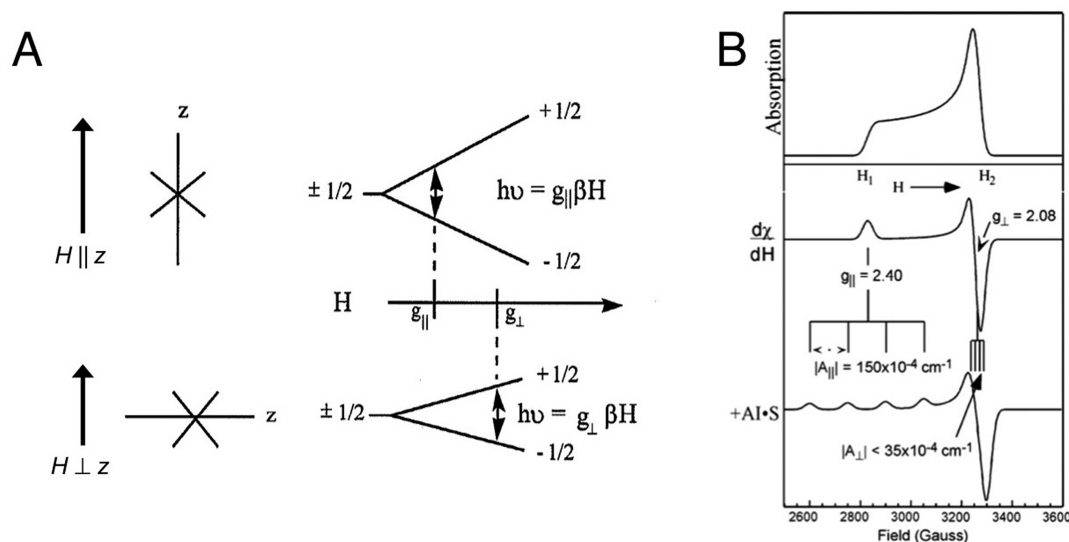 A
z
H || z
± 1/2
+ 1/2
hυ = g||βH
- 1/2
H
g||
g⊥
H ⊥ z
z
± 1/2
+ 1/2
hυ = g⊥ βH
- 1/2
B
Absorption
H1
H2
H
dχ
dH
g⊥ = 2.08
g|| = 2.40
|A||| = 150x10-4 cm-1
+AI•S
|A⊥| < 35x10-4 cm-1
2600 2800 3000 3200 3400 3600
Field (Gauss)